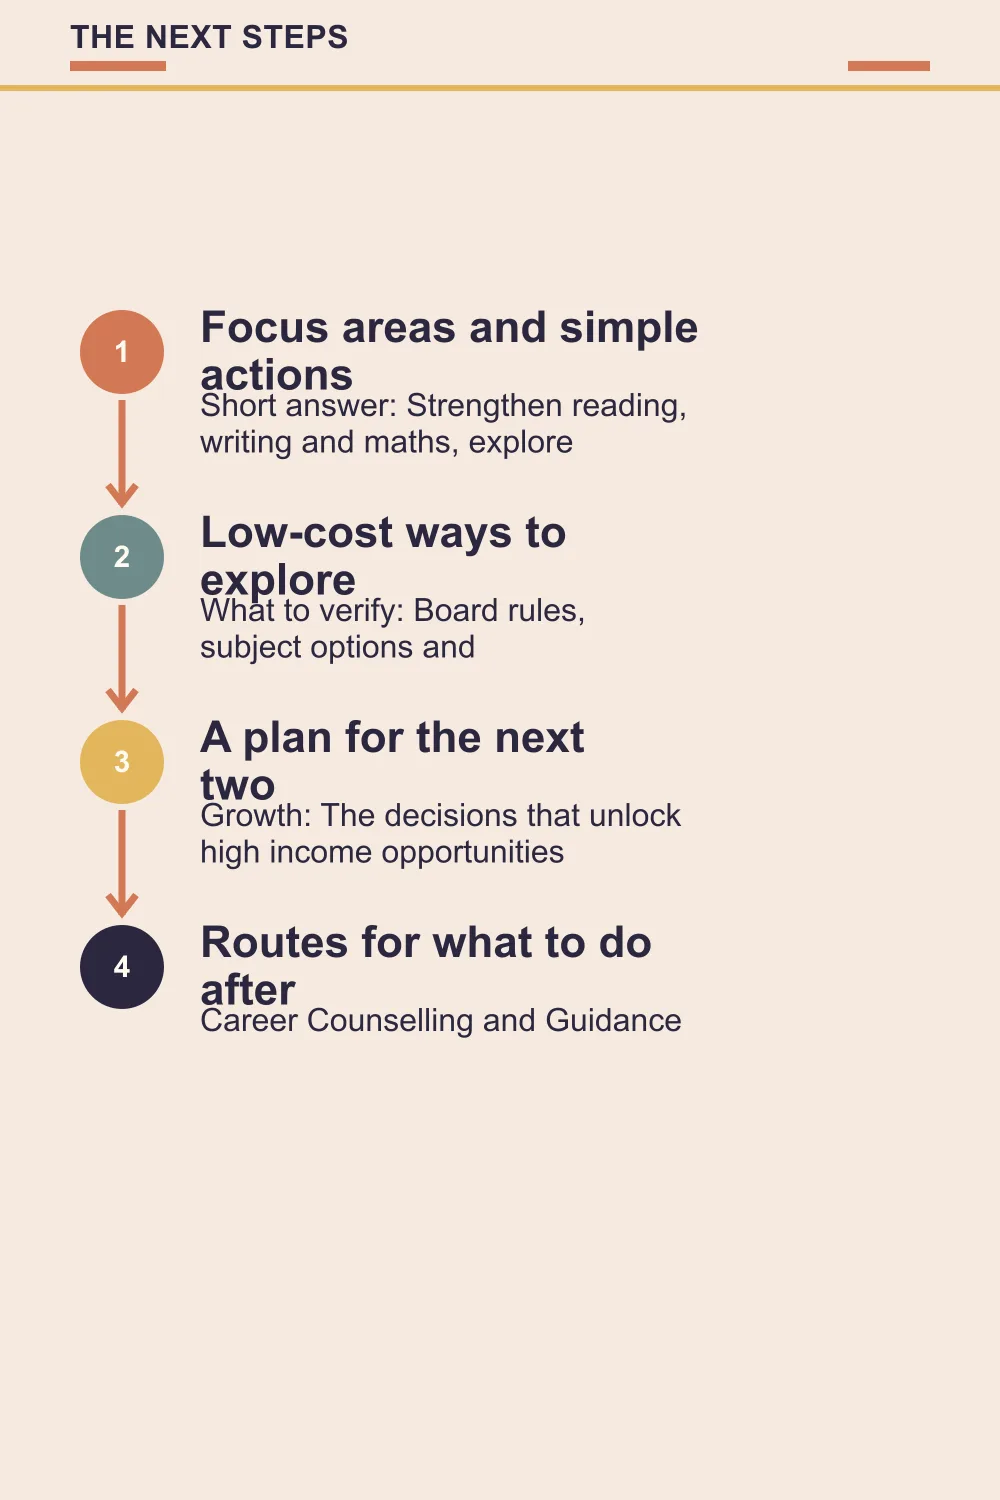 THE NEXT STEPS
1
Focus areas and simple
actions
Short answer: Strengthen reading,
writing and maths, explore
2
Low-cost ways to
explore
What to verify: Board rules,
subject options and
3
A plan for the next
two
Growth: The decisions that unlock
high income opportunities
4
Routes for what to do
after
Career Counselling and Guidance